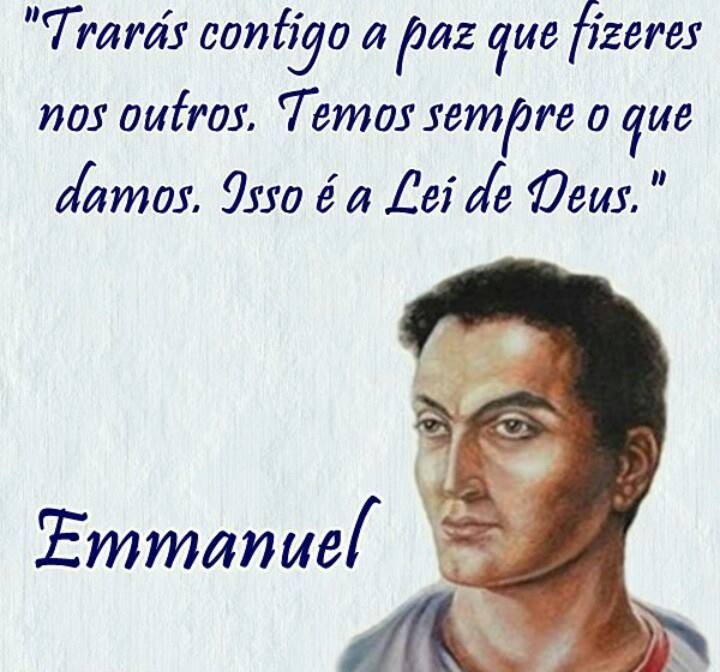 "Trarás contigo a paz que fizeres
nos outros. Temos sempre o que
damos. Isso é a Lei de Deus."
Emmanuel